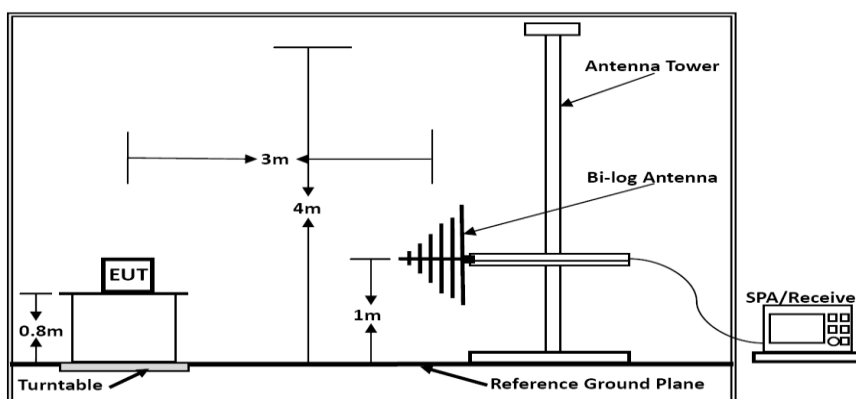 Antenna Tower
3m
Bi-log Antenna
4m
EUT
0.8m
1m
SPA/Receive
Turntable
Reference Ground Plane